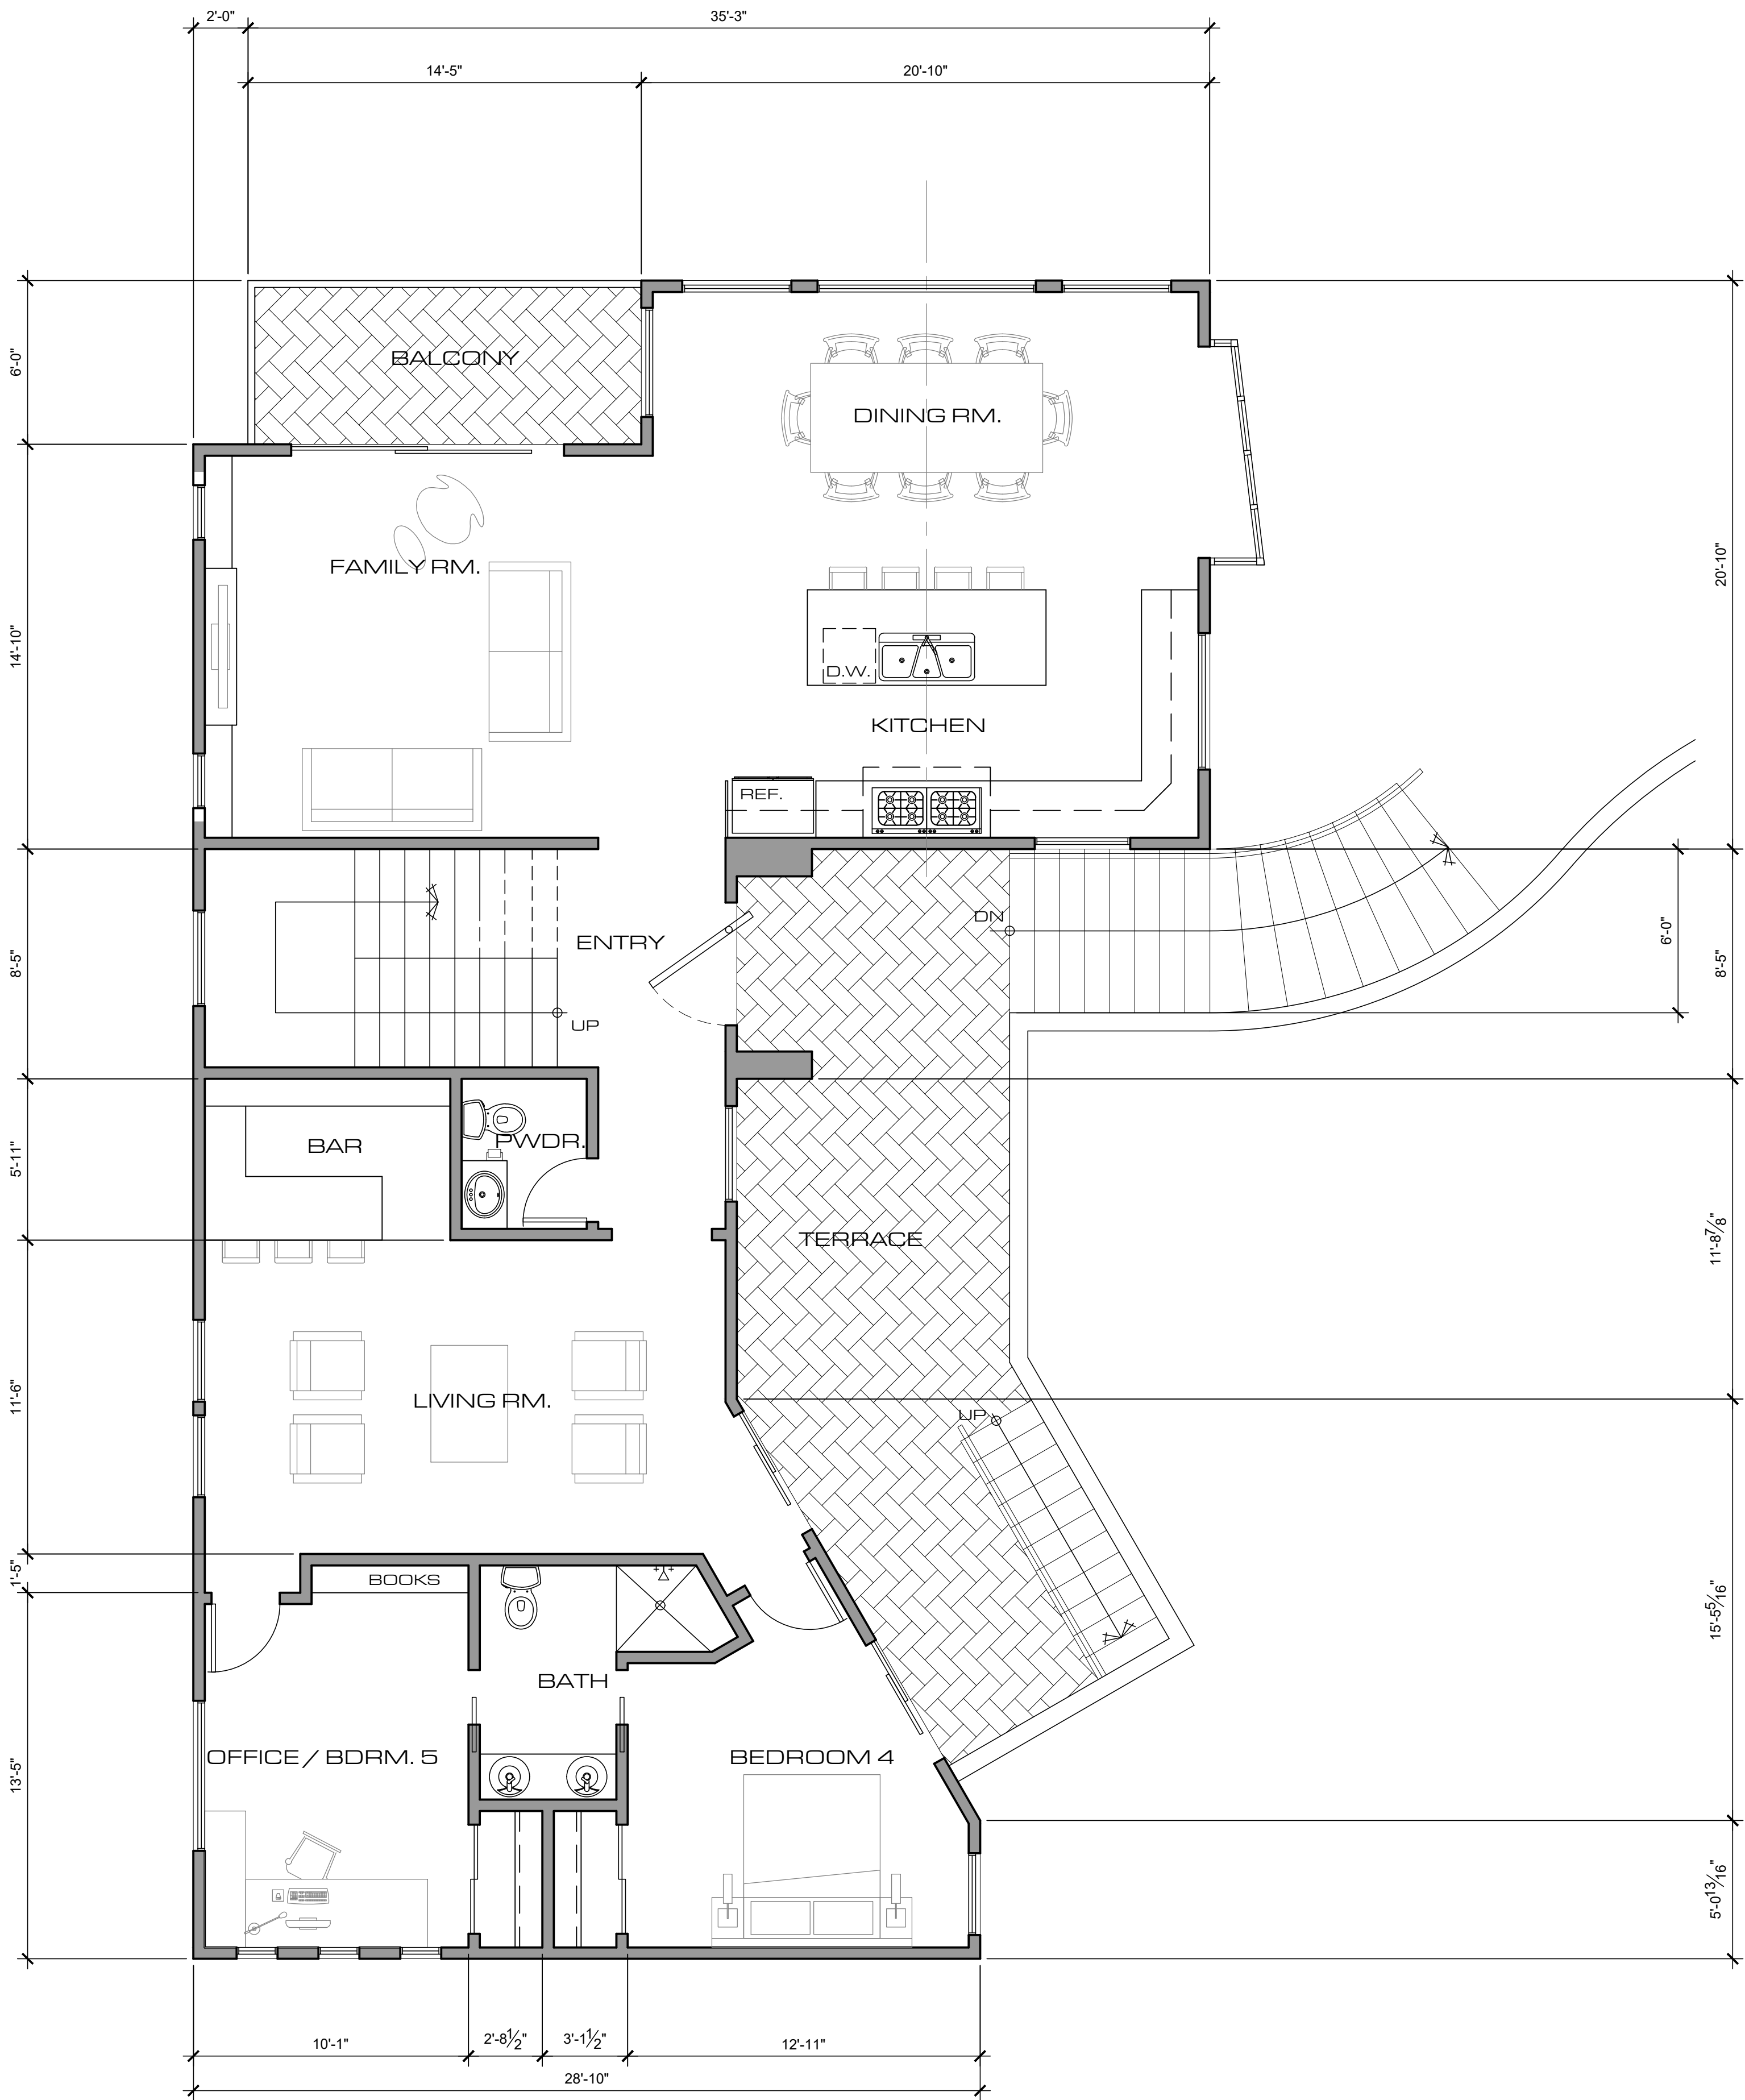 2'-0"
35'-3"
14'-5"
20'-10"
6'-0"
BALCONY
DINING RM.
FAMILY RM.
20'-10"
14'-10"
D.W.
KITCHEN
REF.
DN
ENTRY
6'-0"
8'-5"
8'-5"
UP
BAR
PWDR.
5'-11"
TERRACE
11'-8 7/8"
11'-6"
LIVING RM.
UP
1'-5"
BOOKS
15'-5 5/16"
BATH
OFFICE / BDRM. 5
BEDROOM 4
13'-5"
5'-0 13/16"
10'-1"
2'-8 1/2"
3'-1 1/2"
12'-11"
28'-10"